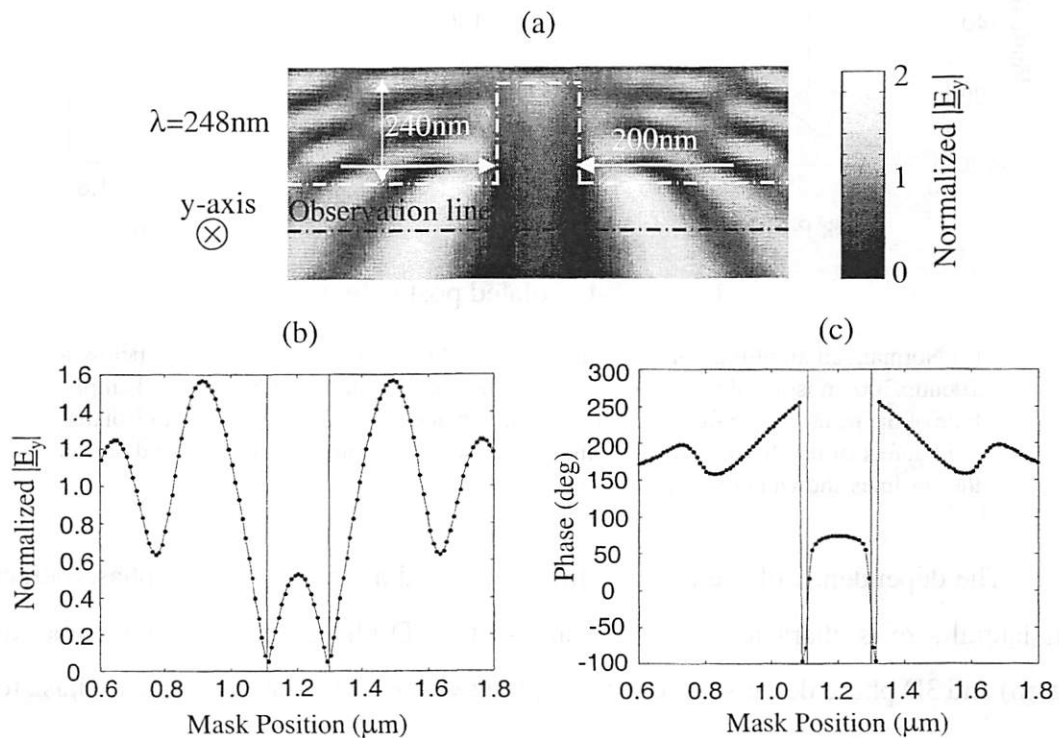 (a)
λ=248nm
240nm
200nm
y-axis
Observation line
2
1
0
Normalized |E_y|
(b)
Normalized |E_y|
1.6
1.4
1.2
1.0
0.8
0.6
0.4
0.2
0
0.6 0.8 1.0 1.2 1.4 1.6 1.8
Mask Position (μm)
(c)
Phase (deg)
300
250
200
150
100
50
0
-50
-100
0.6 0.8 1.0 1.2 1.4 1.6 1.8
Mask Position (μm)